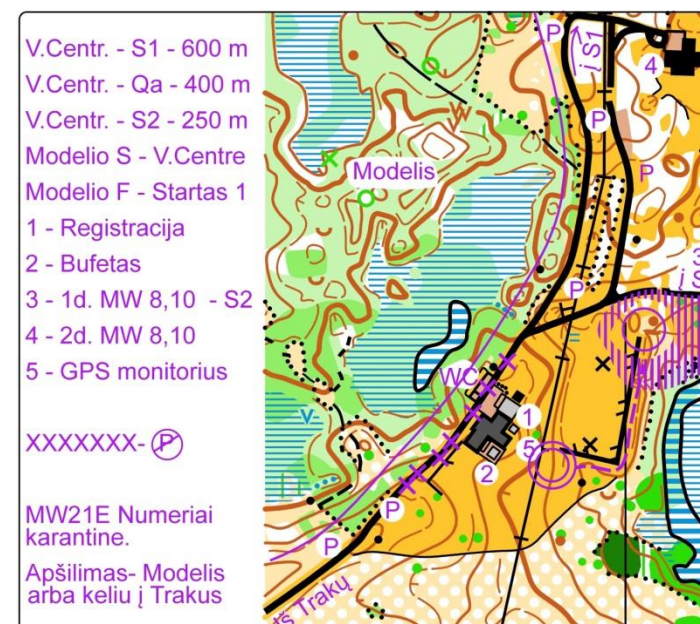 V.Centr. - S1 - 600 m
V.Centr. - Qa - 400 m
V.Centr. - S2 - 250 m
Modelio S - V.Centre
Modelio F - Startas 1
1 - Registracija
2 - Bufetas
3 - 1d. MW 8,10 - S2
4 - 2d. MW 8,10
5 - GPS monitorius
XXXXXXX- P
MW21E Numeriai
karantine.
Apšilimas- Modelis
arba keliu į Trakus
P
į S1
4
P
Modelis
P
3
į S
P
WC
1
5
2
P
P
tš Trakų